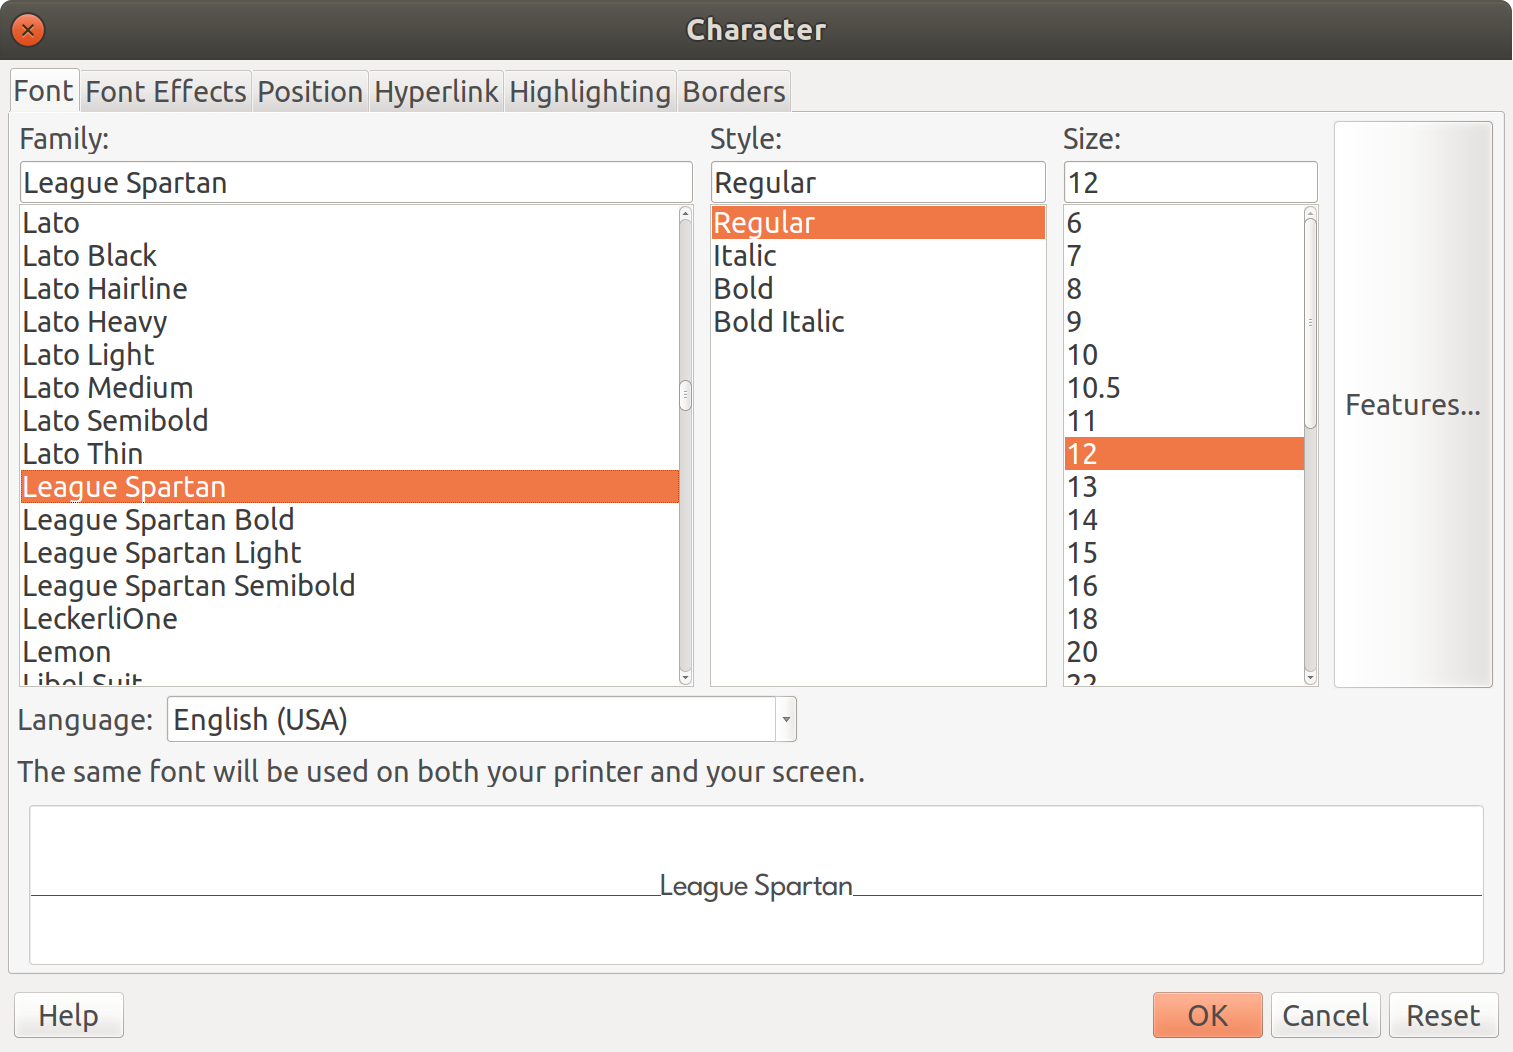 Character
Font Font Effects Position Hyperlink Highlighting Borders
Family:
League Spartan
Lato
Lato Black
Lato Hairline
Lato Heavy
Lato Light
Lato Medium
Lato Semibold
Lato Thin
League Spartan
League Spartan Bold
League Spartan Light
League Spartan Semibold
LeckerliOne
Lemon
Libel Suit
Style:
Regular
Regular
Italic
Bold
Bold Italic
Size:
12
6
7
8
9
10
10.5
11
12
13
14
15
16
18
20
22
Features...
Language: English (USA)
The same font will be used on both your printer and your screen.
League Spartan
Help OK Cancel Reset